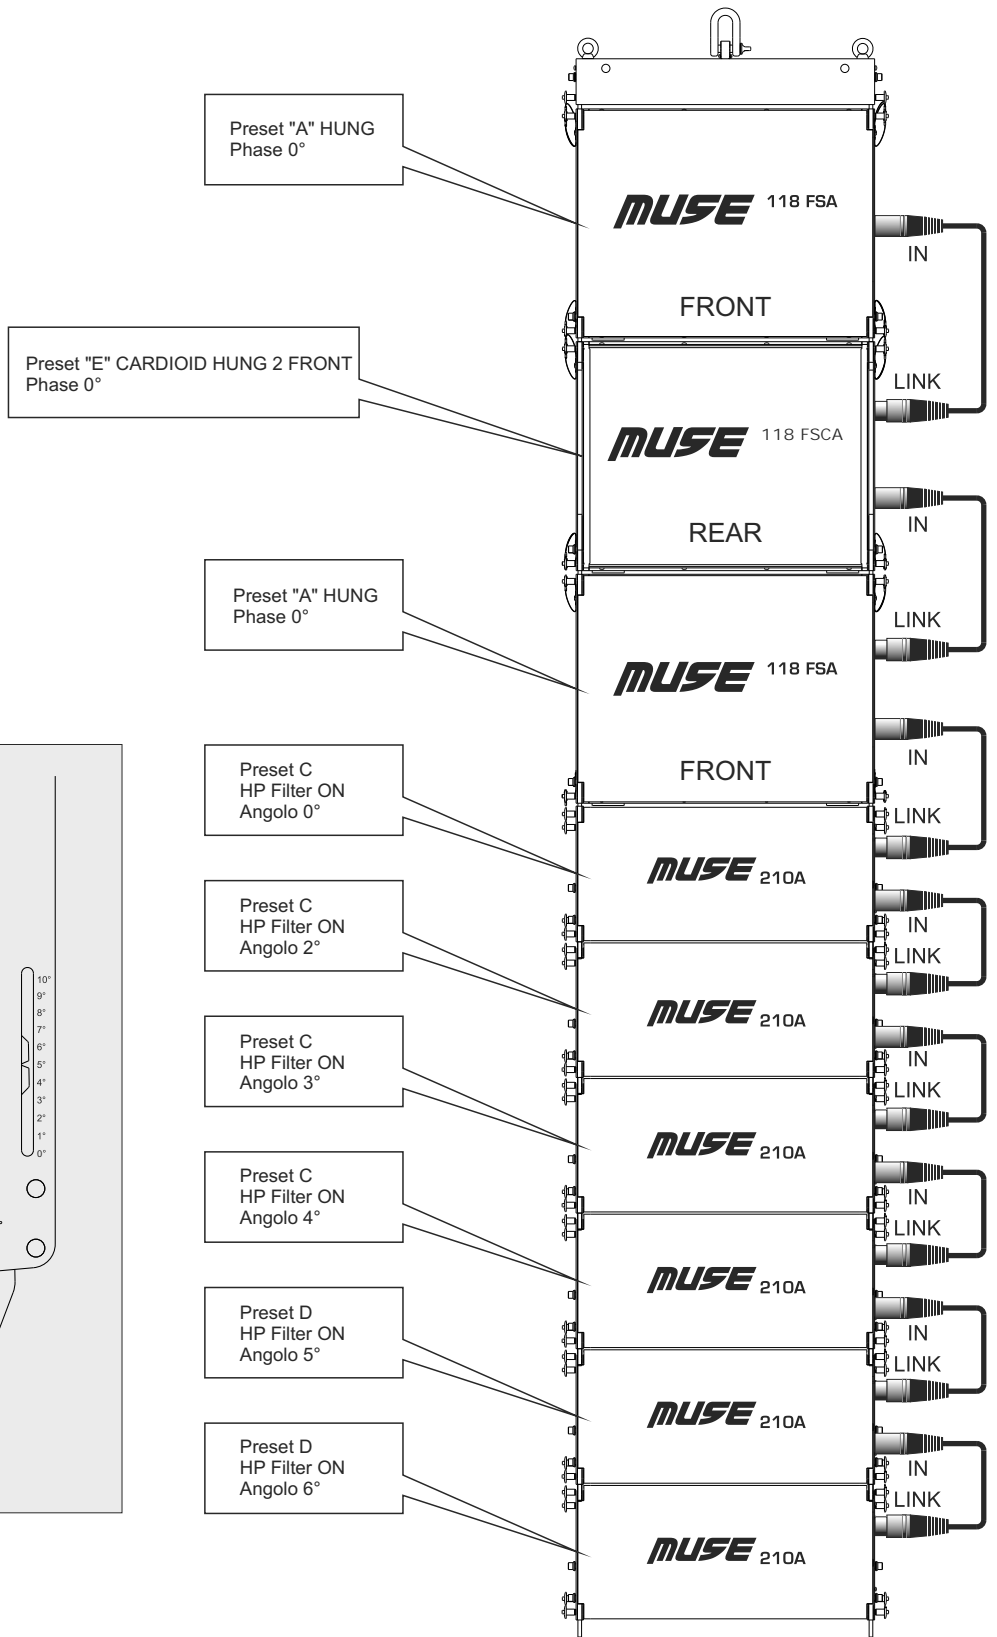 Preset "A" HUNG
Phase 0°
MUSE 118 FSA
IN
FRONT
Preset "E" CARDIOID HUNG 2 FRONT
Phase 0°
LINK
MUSE 118 FSCA
IN
REAR
Preset "A" HUNG
Phase 0°
LINK
MUSE 118 FSA
IN
FRONT
Preset C
HP Filter ON
Angolo 0°
LINK
MUSE 210A
IN
Preset C
HP Filter ON
Angolo 2°
LINK
MUSE 210A
IN
Preset C
HP Filter ON
Angolo 3°
LINK
MUSE 210A
IN
Preset C
HP Filter ON
Angolo 4°
LINK
MUSE 210A
IN
Preset D
HP Filter ON
Angolo 5°
LINK
MUSE 210A
IN
Preset D
HP Filter ON
Angolo 6°
LINK
MUSE 210A
10°
9°
8°
7°
6°
5°
4°
3°
2°
1°
0°